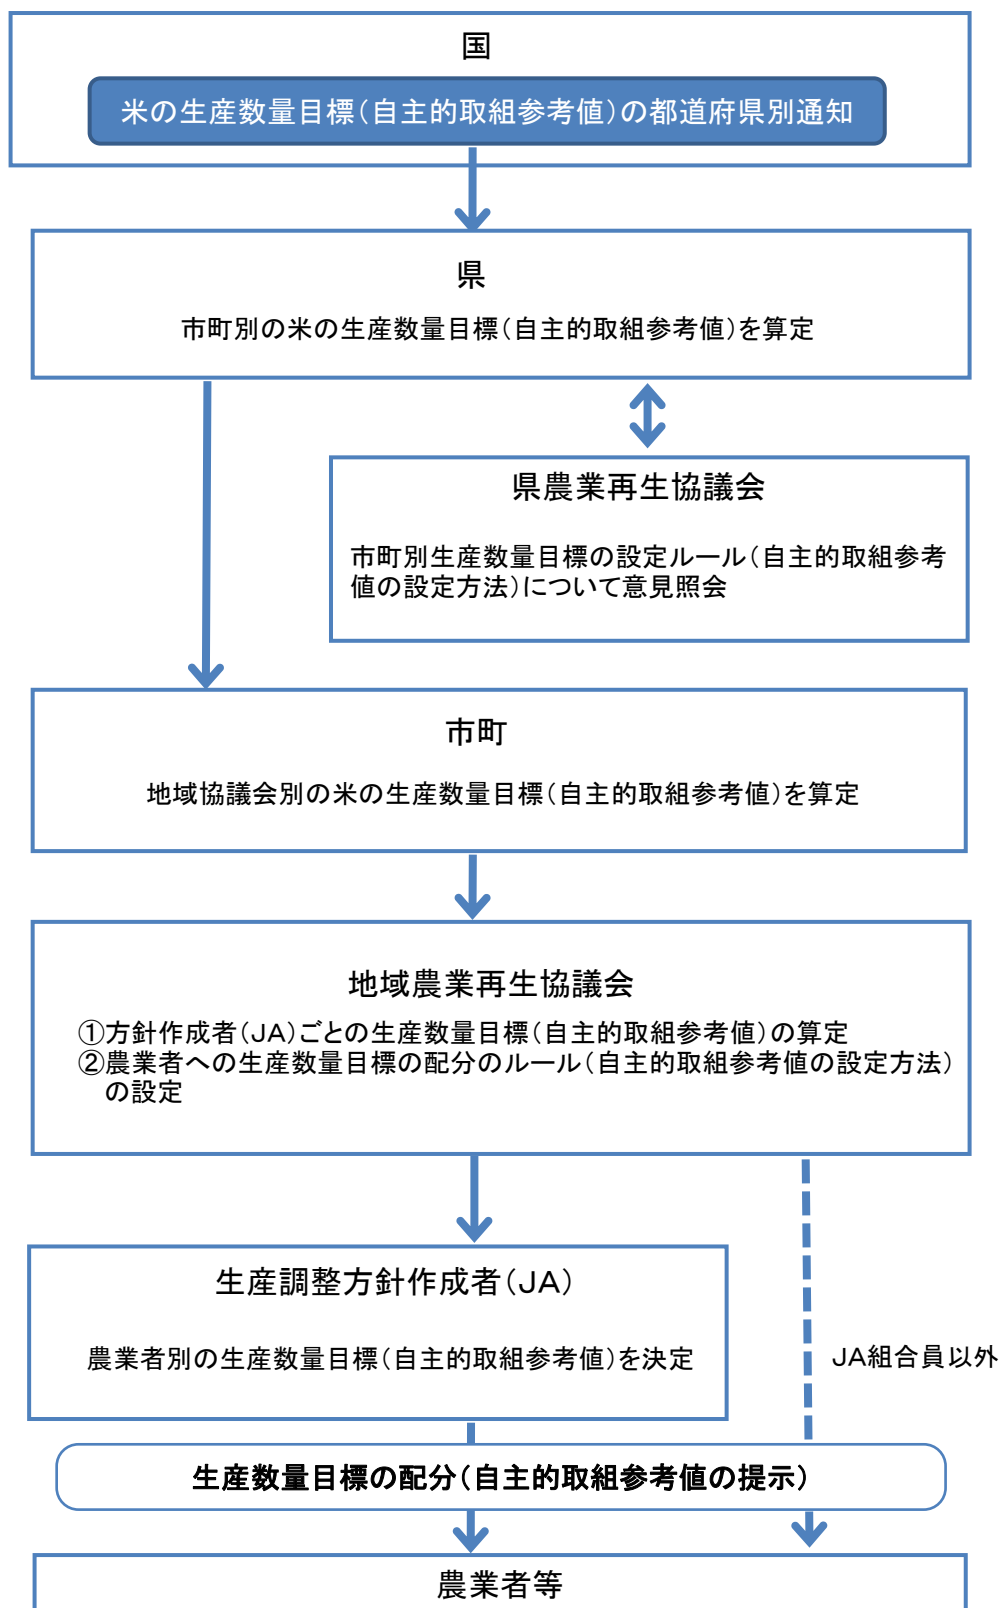 国
米の生産数量目標(自主的取組参考値)の都道府県別通知
県
市町別の米の生産数量目標(自主的取組参考値)を算定
県農業再生協議会
市町別生産数量目標の設定ルール(自主的取組参考
値の設定方法)について意見照会
市町
地域協議会別の米の生産数量目標(自主的取組参考値)を算定
地域農業再生協議会
①方針作成者(JA)ごとの生産数量目標(自主的取組参考値)の算定
②農業者への生産数量目標の配分のルール(自主的取組参考値の設定方法)
の設定
生産調整方針作成者(JA)
農業者別の生産数量目標(自主的取組参考値)を決定
JA組合員以外
生産数量目標の配分(自主的取組参考値の提示)
農業者等